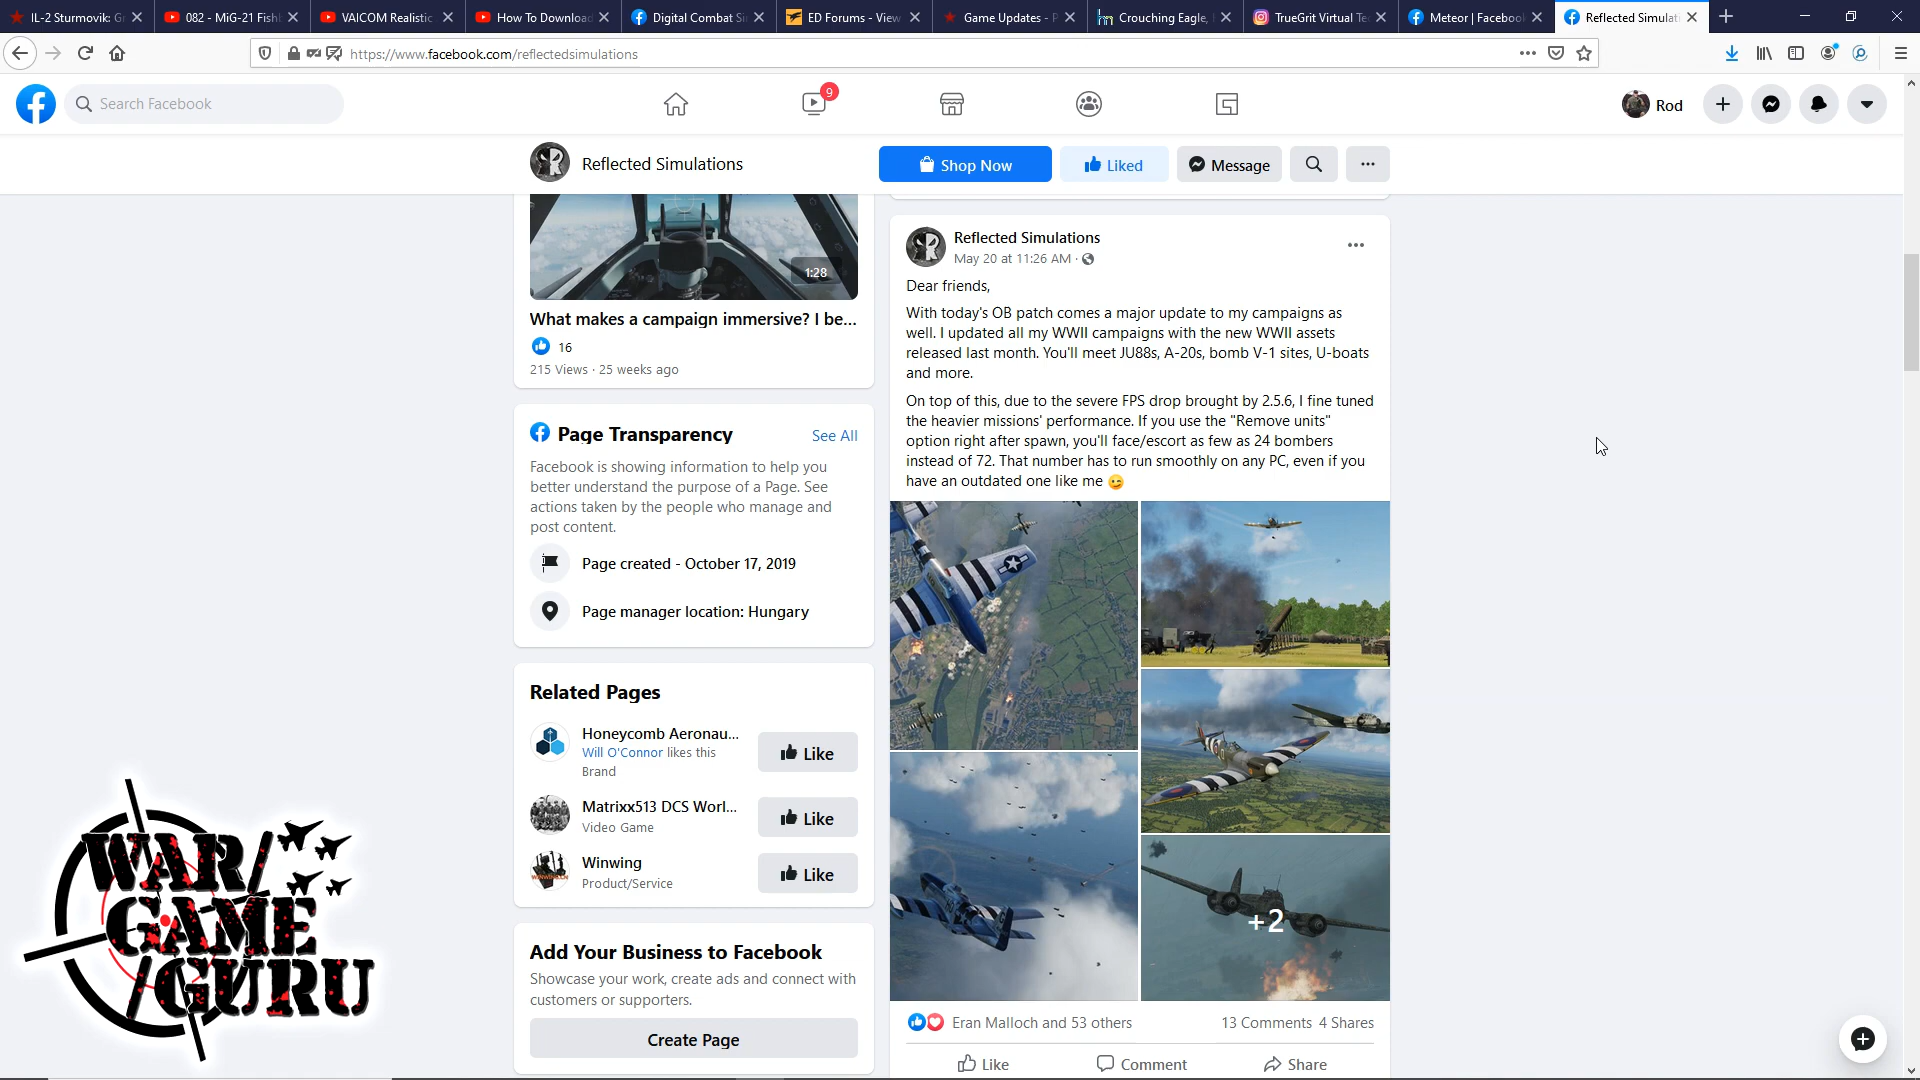 IL-2 Sturmovik: Gr
082 - MiG-21 Fish
VAICOM Realistic
How To Download
Digital Combat Si
ED Forums - View
Game Updates - P
Crouching Eagle,
TrueGrit Virtual Te
Meteor | Facebook
Reflected Simulati
https://www.facebook.com/reflectedsimulations
Search Facebook
9
Rod
Reflected Simulations
Shop Now
Liked
Message
1:28
What makes a campaign immersive? I be...
16
215 Views · 25 weeks ago
Page Transparency
See All
Facebook is showing information to help you
better understand the purpose of a Page. See
actions taken by the people who manage and
post content.
Page created - October 17, 2019
Page manager location: Hungary
Related Pages
Honeycomb Aeronau...
Will O'Connor likes this
Brand
Like
Matrixx513 DCS Worl...
Video Game
Like
Winwing
Product/Service
Like
Add Your Business to Facebook
Showcase your work, create ads and connect with
customers or supporters.
Create Page
Reflected Simulations
May 20 at 11:26 AM ·
Dear friends,
With today's OB patch comes a major update to my campaigns as
well. I updated all my WWII campaigns with the new WWII assets
released last month. You'll meet JU88s, A-20s, bomb V-1 sites, U-boats
and more.
On top of this, due to the severe FPS drop brought by 2.5.6, I fine tuned
the heavier missions' performance. If you use the "Remove units"
option right after spawn, you'll face/escort as few as 24 bombers
instead of 72. That number has to run smoothly on any PC, even if you
have an outdated one like me 😉
+2
Eran Malloch and 53 others
13 Comments 4 Shares
Like
Comment
Share
WAR/
GAME
/GURU